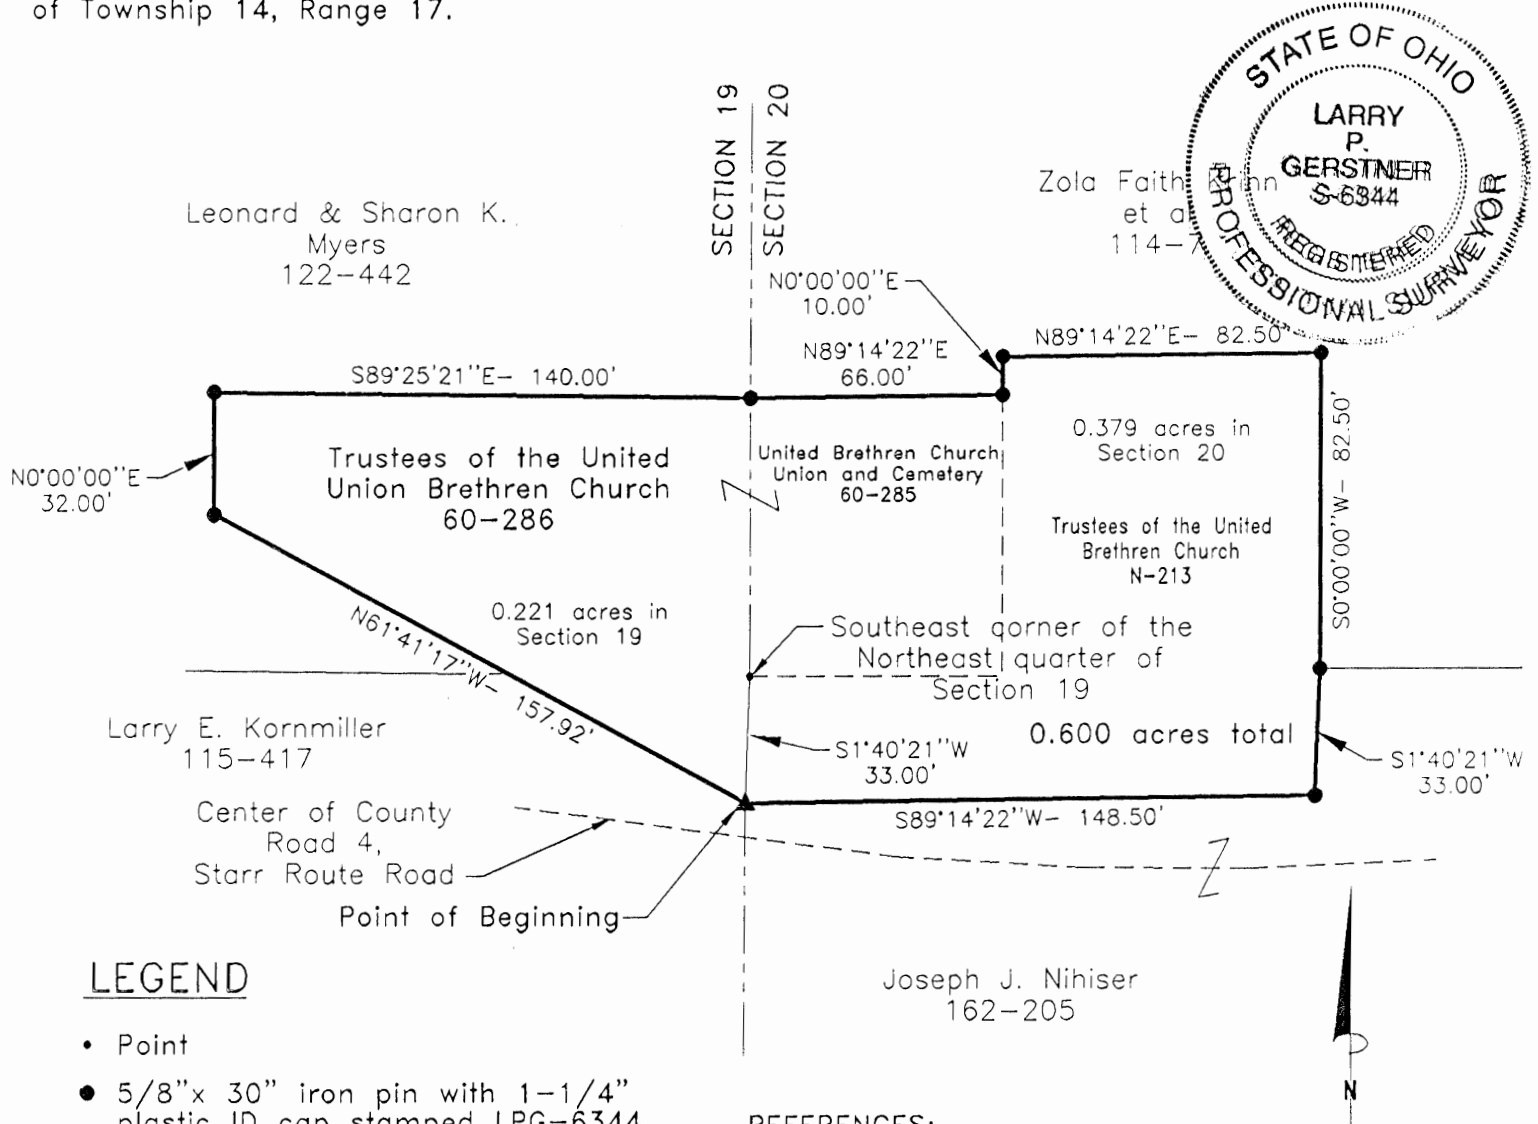 of Township 14, Range 17.
STATE OF OHIO
LARRY
P.
GERSTNER
S-6344
REGISTERED
PROFESSIONAL SURVEYOR
SECTION 19
SECTION 20
Zola Faith
et a
114-7
Leonard & Sharon K.
Myers
122-442
N0°00'00"E
10.00'
N89°14'22"E
66.00'
N89°14'22"E- 82.50'
S89°25'21"E- 140.00'
N0°00'00"E
32.00'
Trustees of the United
Union Brethren Church
60-286
United Brethren Church
Union and Cemetery
60-285
0.379 acres in
Section 20
Trustees of the United
Brethren Church
N-213
S0°00'00"W- 82.50'
0.221 acres in
Section 19
N61°41'17"W- 157.92'
Southeast corner of the
Northeast quarter of
Section 19
0.600 acres total
S1°40'21"W
33.00'
S1°40'21"W
33.00'
Larry E. Kornmiller
115-417
S89°14'22"W- 148.50'
Center of County
Road 4,
Starr Route Road
Point of Beginning
Joseph J. Nihiser
162-205
LEGEND
Point
5/8"x 30" iron pin with 1-1/4"
plastic ID cap stamped LPG-6344
REFERENCES:
N